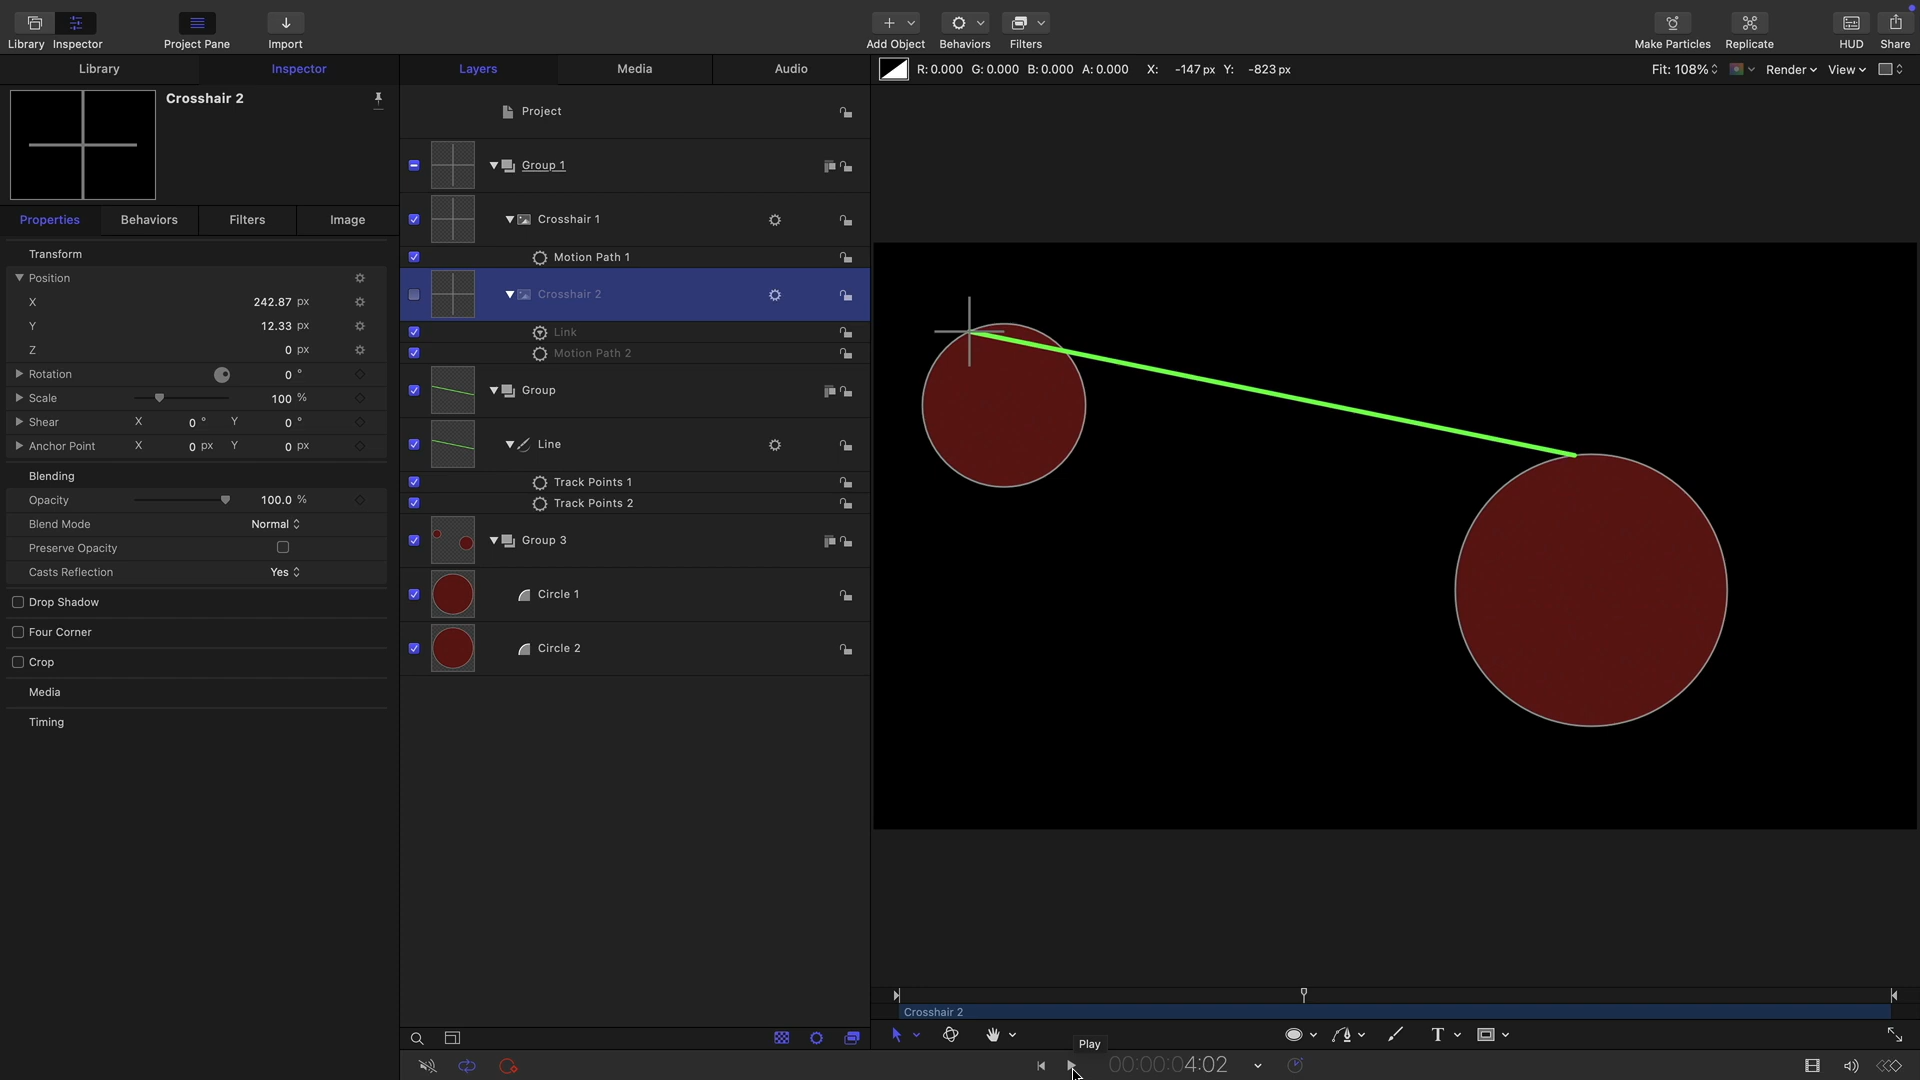 Library Inspector Project Pane Import Add Object Behaviors Filters Make Particles Replicate HUD Share
Library Inspector
Layers Media Audio
R: 0.000 G: 0.000 B: 0.000 A: 0.000 X: -147 px Y: -823 px
Fit: 108% Render View
Crosshair 2
Properties Behaviors Filters Image
Transform
Position
X 242.87 px
Y 12.33 px
Z 0 px
Rotation 0 °
Scale 100 %
Shear X 0 ° Y 0 °
Anchor Point X 0 px Y 0 px
Blending
Opacity 100.0 %
Blend Mode Normal
Preserve Opacity
Casts Reflection Yes
Drop Shadow
Four Corner
Crop
Media
Timing
Project
Group 1
Crosshair 1
Motion Path 1
Crosshair 2
Link
Motion Path 2
Group
Line
Track Points 1
Track Points 2
Group 3
Circle 1
Circle 2
Crosshair 2
T
Play
00:00:04:02